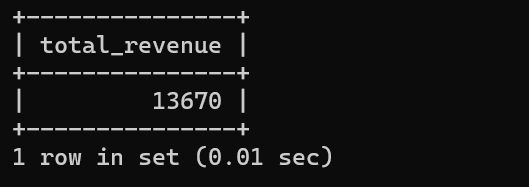 +---------------+
| total_revenue |
+---------------+
|         13670 |
+---------------+
1 row in set (0.01 sec)